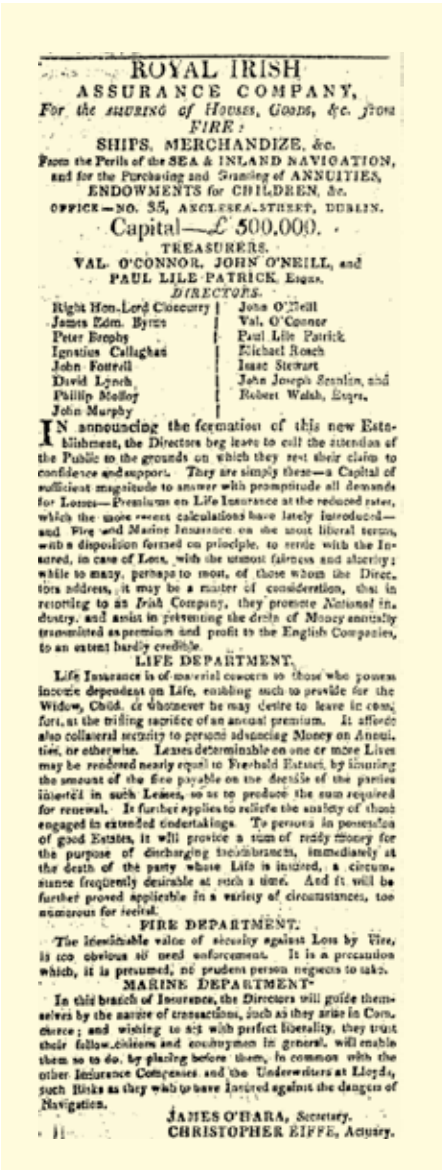 ROYAL IRISH
ASSURANCE COMPANY,
For the ASSURING of Houses, Goods, &c. from
FIRE:
SHIPS, MERCHANDIZE, &c.
From the Perils of the SEA & INLAND NAVIGATION,
and for the Purchasing and Granting of ANNUITIES,
ENDOWMENTS for CHILDREN, &c.
OFFICE—NO. 35, ANGLESEA-STREET, DUBLIN.
Capital—£ 500,000.
TREASURERS.
VAL. O'CONNOR, JOHN O'NEILL, and
PAUL LILE PATRICK, Esqrs.
DIRECTORS.
Right Hon. Lord Cloncurry
James Edm. Byrne
Peter Brophy
Ignatius Callaghan
John Fottrell
David Lynch
Phillip Molloy
John Murphy
John O'Neill
Val. O'Connor
Paul Lile Patrick
Michael Roach
Isaac Stewart
John Joseph Scanlan, and
Robert Walsh, Esqrs.
IN announcing the formation of this new Esta-
blishment, the Directors beg leave to call the attention of
the Public to the grounds on which they rest their claim to
confidence and support. They are simply these—a Capital of
sufficient magnitude to answer with promptitude all demands
for Losses—Premiums on Life Insurance at the reduced rates,
which the more recent calculations have lately introduced—
and Fire and Marine Insurance on the most liberal terms,
with a disposition formed on principle, to settle with the In-
sured, in case of Loss, with the utmost fairness and alacrity;
while to many, perhaps to most, of those whom the Direc-
tors address, it may be a matter of consideration, that in
resorting to an Irish Company, they promote National in-
dustry, and assist in preventing the drain of Money annually
transmitted as premium and profit to the English Companies,
to an extent hardly credible.
LIFE DEPARTMENT.
Life Insurance is of material concern to those who possess
income dependent on Life, enabling such to provide for the
Widow, Child, or whomever he may desire to leave in com-
fort, at the trifling sacrifice of an annual premium. It affords
also collateral security to persons advancing Money on Annui-
ties, or otherwise. Leases determinable on one or more Lives
may be rendered nearly equal to Freehold Estates, by insuring
the amount of the fine payable on the decease of the parties
inserted in such Leases, so as to produce the sum required
for renewal. It further applies to relieve the anxiety of those
engaged in extended undertakings. To persons in possession
of good Estates, it will provide a sum of ready money for
the purpose of discharging incumbrances, immediately at
the death of the party whose Life is insured, a circum-
stance frequently desirable at such a time. And it will be
further proved applicable in a variety of circumstances, too
numerous for recital.
FIRE DEPARTMENT.
The inestimable value of security against Loss by Fire,
is too obvious to need enforcement. It is a precaution
which, it is presumed, no prudent person neglects to take.
MARINE DEPARTMENT
In this branch of Insurance, the Directors will guide them-
selves by the nature of transactions, such as they arise in Com-
merce; and wishing to act with perfect liberality, they trust
their fellow-citizens and countrymen in general, will enable
them so to do, by placing before them, in common with the
other Insurance Companies and the Underwriters at Lloyds,
such Risks as they wish to have Insured against the dangers of
Navigation.
JAMES O'HARA, Secretary.
CHRISTOPHER EIFFE, Actuary.